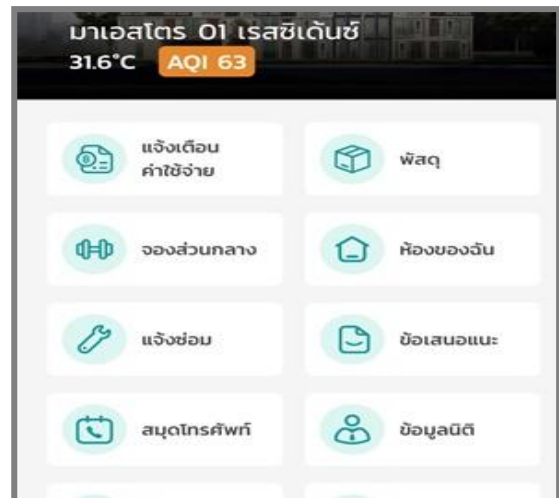 มาเอสโตร 01 เรสซิเด้นซ์
31.6°C AQI 63
แจ้งเตือน
ค่าใช้จ่าย
พัสดุ
จองส่วนกลาง
ห้องของฉัน
แจ้งซ่อม
ข้อเสนอแนะ
สมุดโทรศัพท์
ข้อมูลนิติ